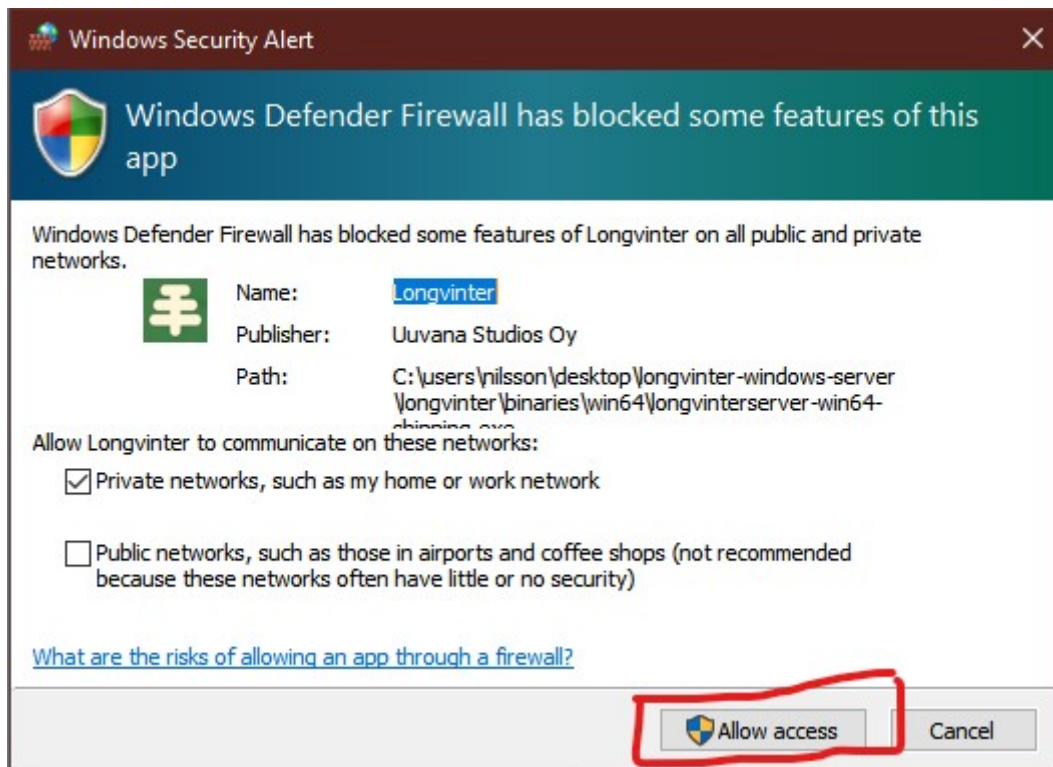 Windows Security Alert
Windows Defender Firewall has blocked some features of this
app
Windows Defender Firewall has blocked some features of Longvinter on all public and private
networks.
Name: Longvinter
Publisher: Uuvana Studios Oy
Path: C:\users\nilsson\desktop\longvinter-windows-server
\longvinter\binaries\win64\longvinterserver-win64-
shipping.exe
Allow Longvinter to communicate on these networks:
Private networks, such as my home or work network
Public networks, such as those in airports and coffee shops (not recommended
because these networks often have little or no security)
What are the risks of allowing an app through a firewall?
Allow access Cancel